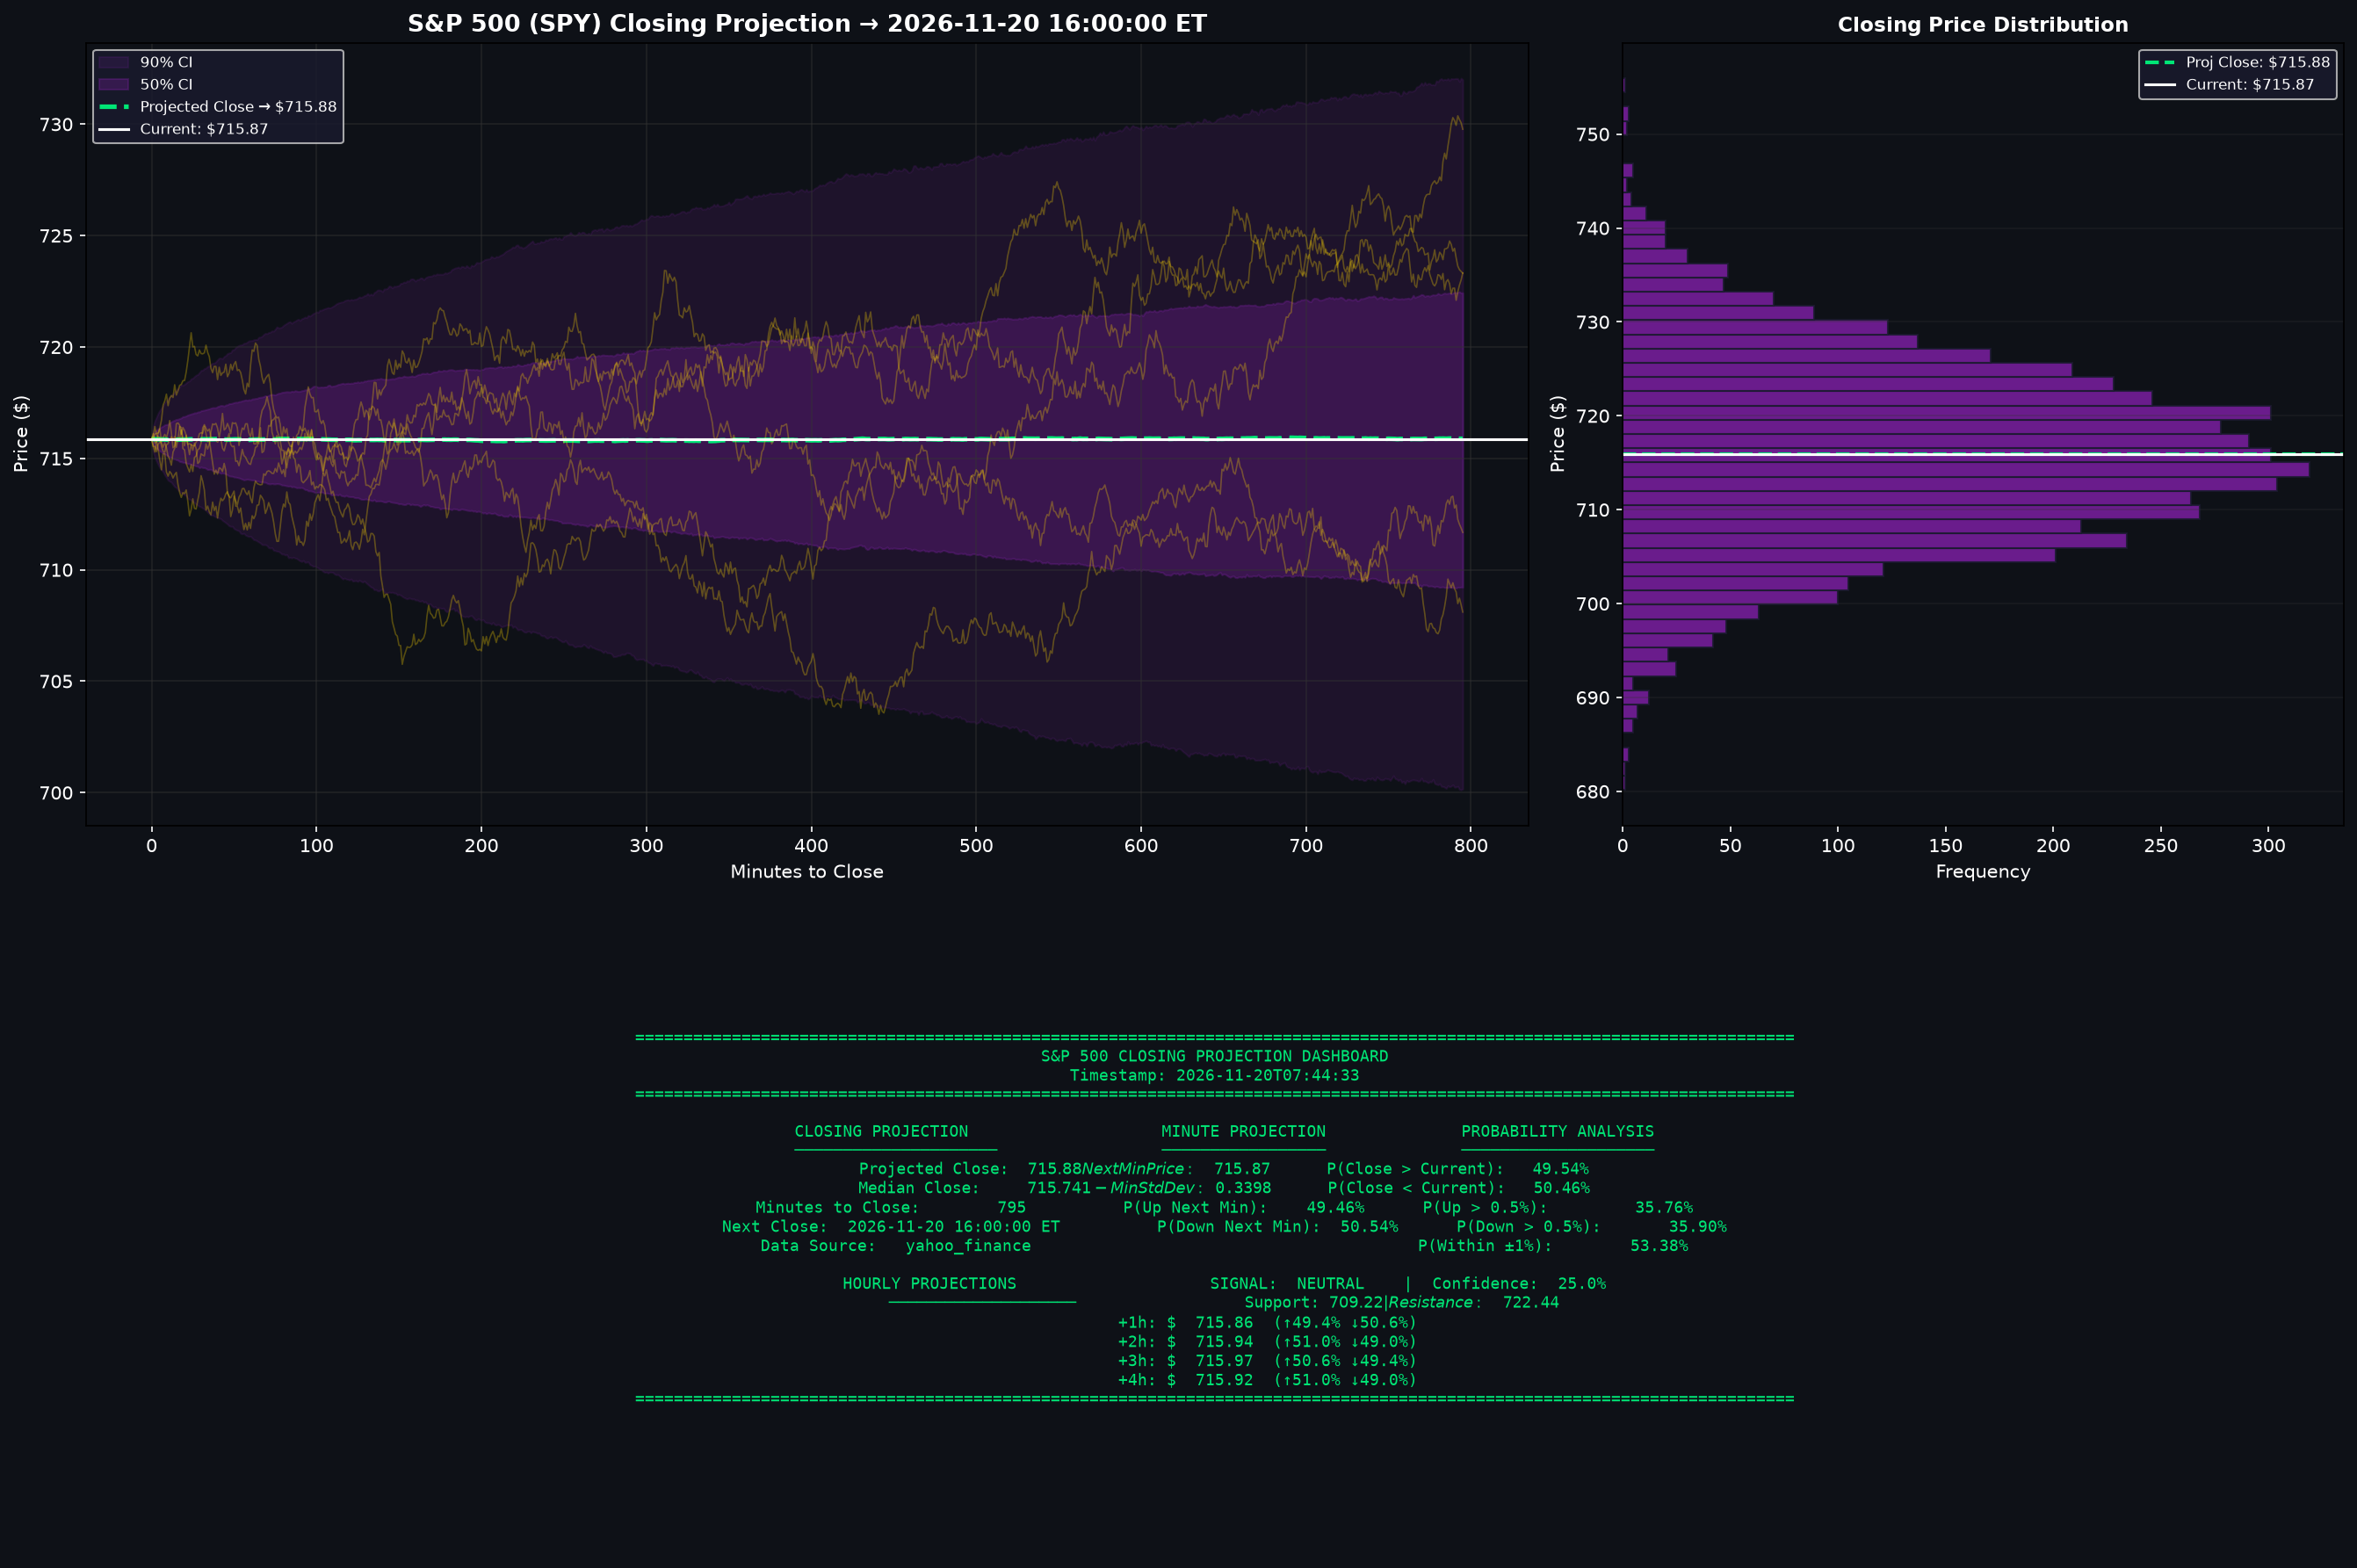 S&P 500 (SPY) Closing Projection → 2026-11-20 16:00:00 ET
90% CI
50% CI
Projected Close → $715.88
Current: $715.87
Price ($)
730
725
720
715
710
705
700
0 100 200 300 400 500 600 700 800
Minutes to Close
Closing Price Distribution
Proj Close: $715.88
Current: $715.87
Price ($)
750
740
730
720
710
700
690
680
0 50 100 150 200 250 300
Frequency
====================================================================================================
S&P 500 CLOSING PROJECTION DASHBOARD
Timestamp: 2026-11-20T07:44:33
====================================================================================================
CLOSING PROJECTION MINUTE PROJECTION PROBABILITY ANALYSIS
Projected Close: 715.88NextMinPrice: 715.87 P(Close > Current): 49.54%
Median Close: 715.741−MinStdDev: 0.3398 P(Close < Current): 50.46%
Minutes to Close: 795 P(Up Next Min): 49.46% P(Up > 0.5%): 35.76%
Next Close: 2026-11-20 16:00:00 ET P(Down Next Min): 50.54% P(Down > 0.5%): 35.90%
Data Source: yahoo_finance P(Within ±1%): 53.38%
HOURLY PROJECTIONS SIGNAL: NEUTRAL | Confidence: 25.0%
Support: 709.22|Resistance: 722.44
+1h: $ 715.86 (↑49.4% ↓50.6%)
+2h: $ 715.94 (↑51.0% ↓49.0%)
+3h: $ 715.97 (↑50.6% ↓49.4%)
+4h: $ 715.92 (↑51.0% ↓49.0%)
====================================================================================================